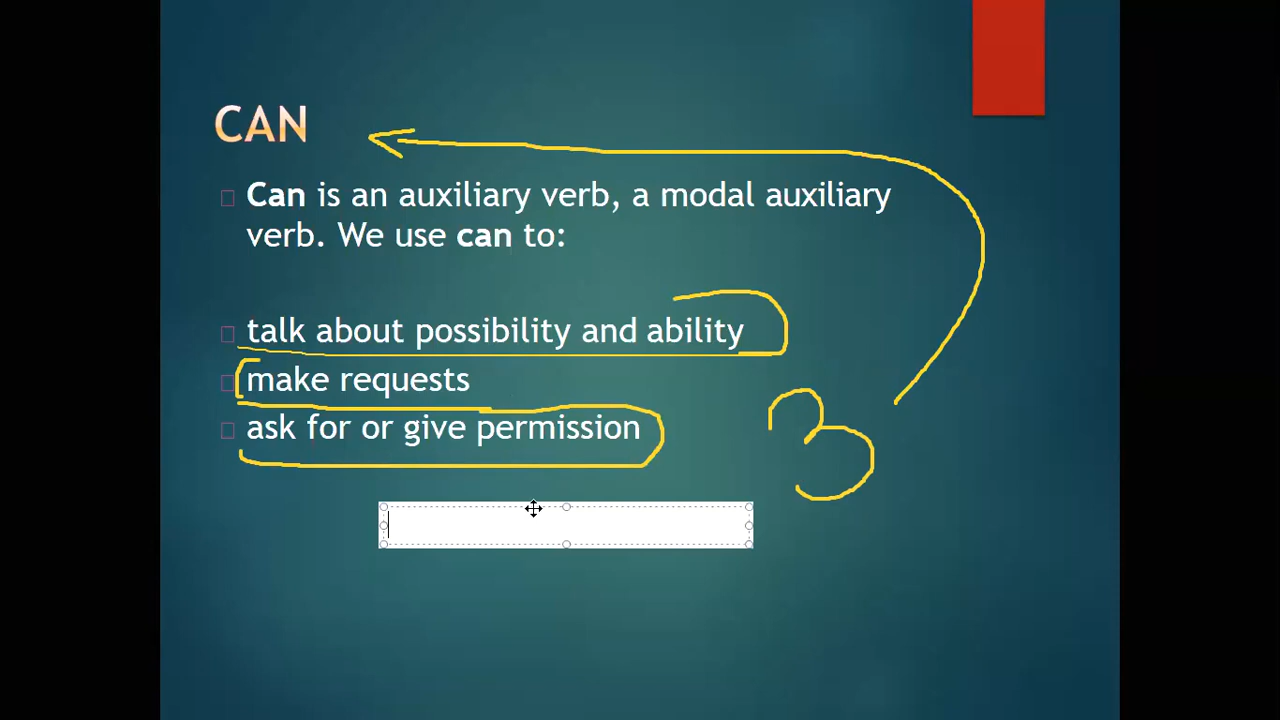 CAN
Can is an auxiliary verb, a modal auxiliary
verb. We use can to:
talk about possibility and ability
make requests
ask for or give permission
3